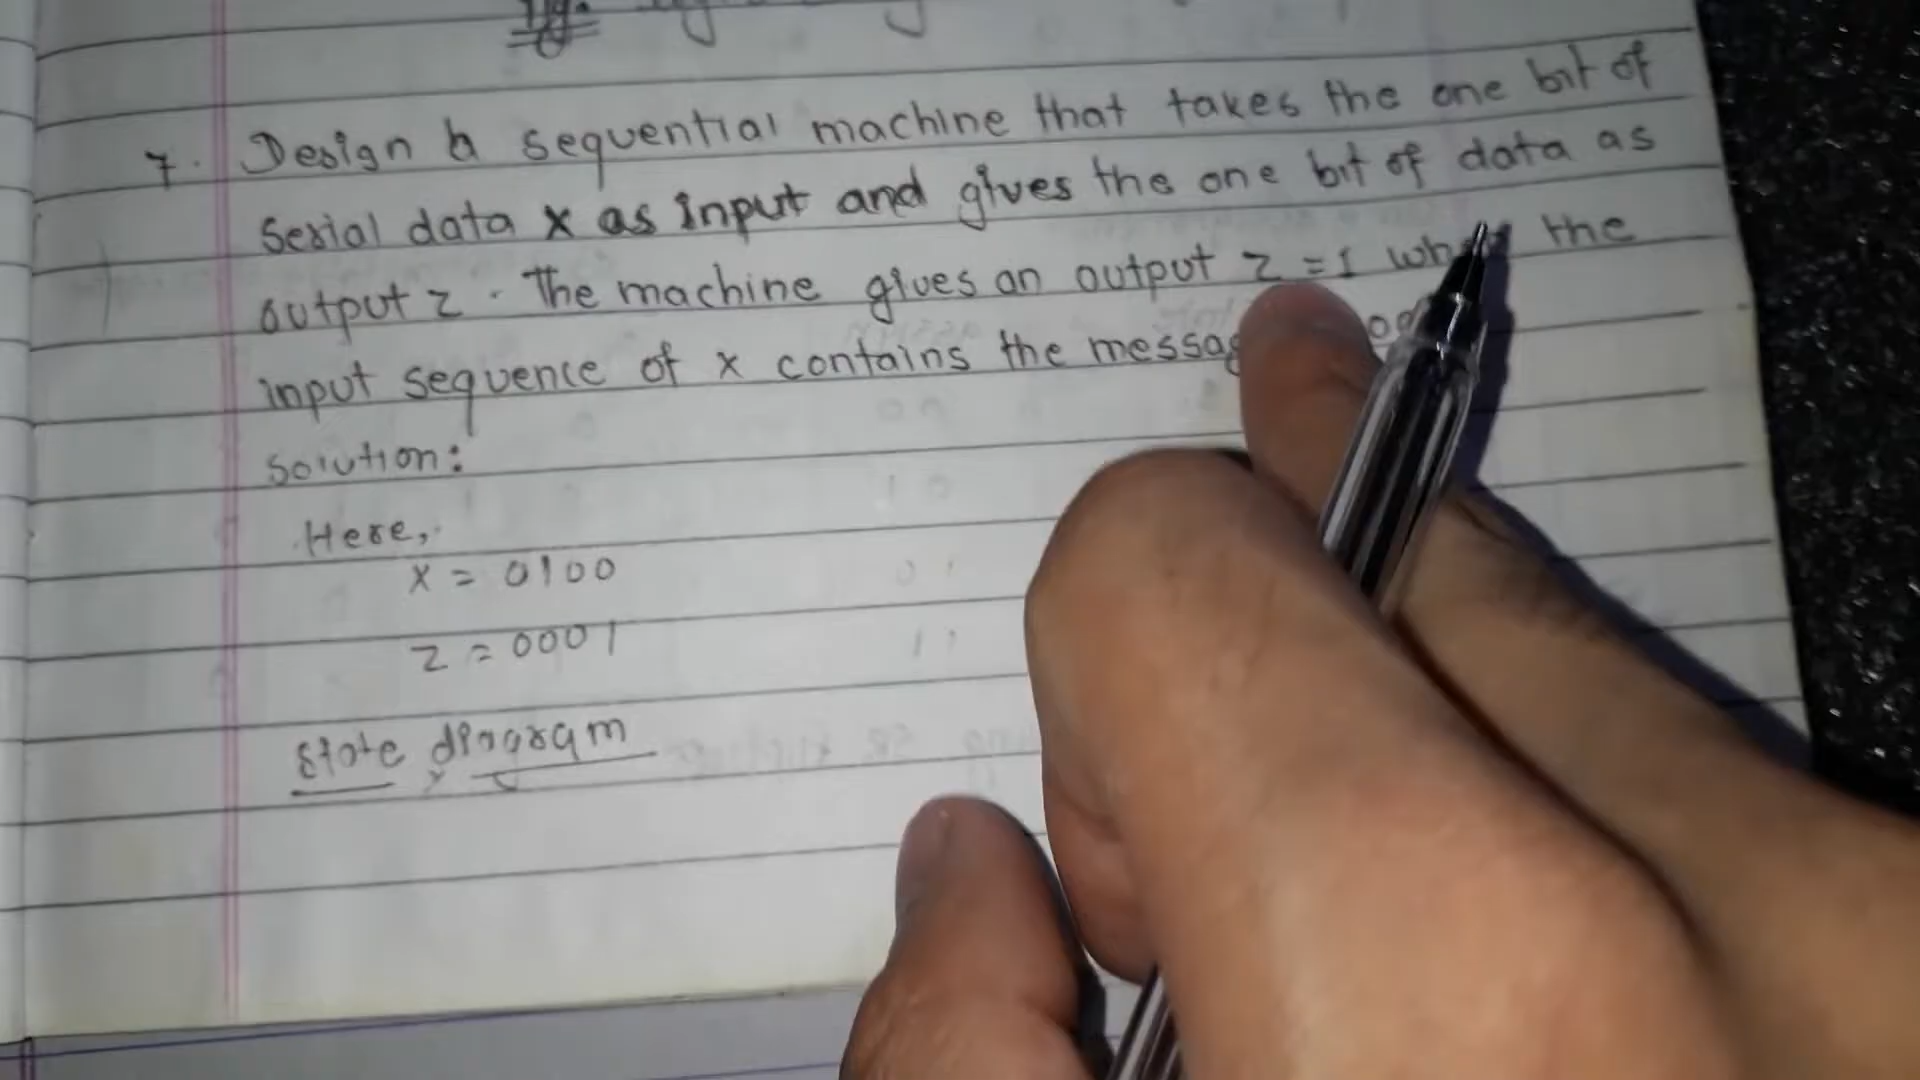 7. Design a sequential machine that takes the one bit of
serial data x as input and gives the one bit of data as
output z. The machine gives an output z = 1 when the
input sequence of x contains the
Solution:
Here,
x = 0100
z = 0001
State diagram